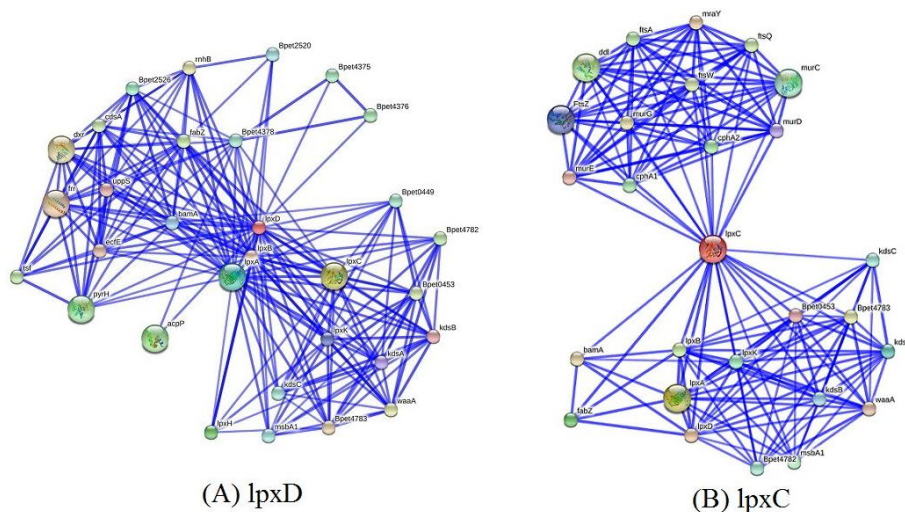 Bpet2520
rnhB
Bpet4375
Bpet2526
Bpet4376
cdsA
fabZ
Bpet4378
dxr
uppS
frr
Bpet0449
bamA
lpxD
Bpet4782
ecfE
lpxB
lpxA
lpxC
tsf
Bpet0453
pyrH
acpP
lpxK
kdsB
kdsA
kdsC
waaA
lpxH
msbA1
Bpet4783
(A) lpxD
mraY
ftsA
ftsQ
ddl
ftsW
murC
FtsZ
murG
murD
cphA2
murE
cphA1
lpxC
kdsC
Bpet0453
Bpet4783
lpxB
bamA
lpxK
lpxA
kdsB
waaA
fabZ
lpxD
Bpet4782
msbA1
(B) lpxC